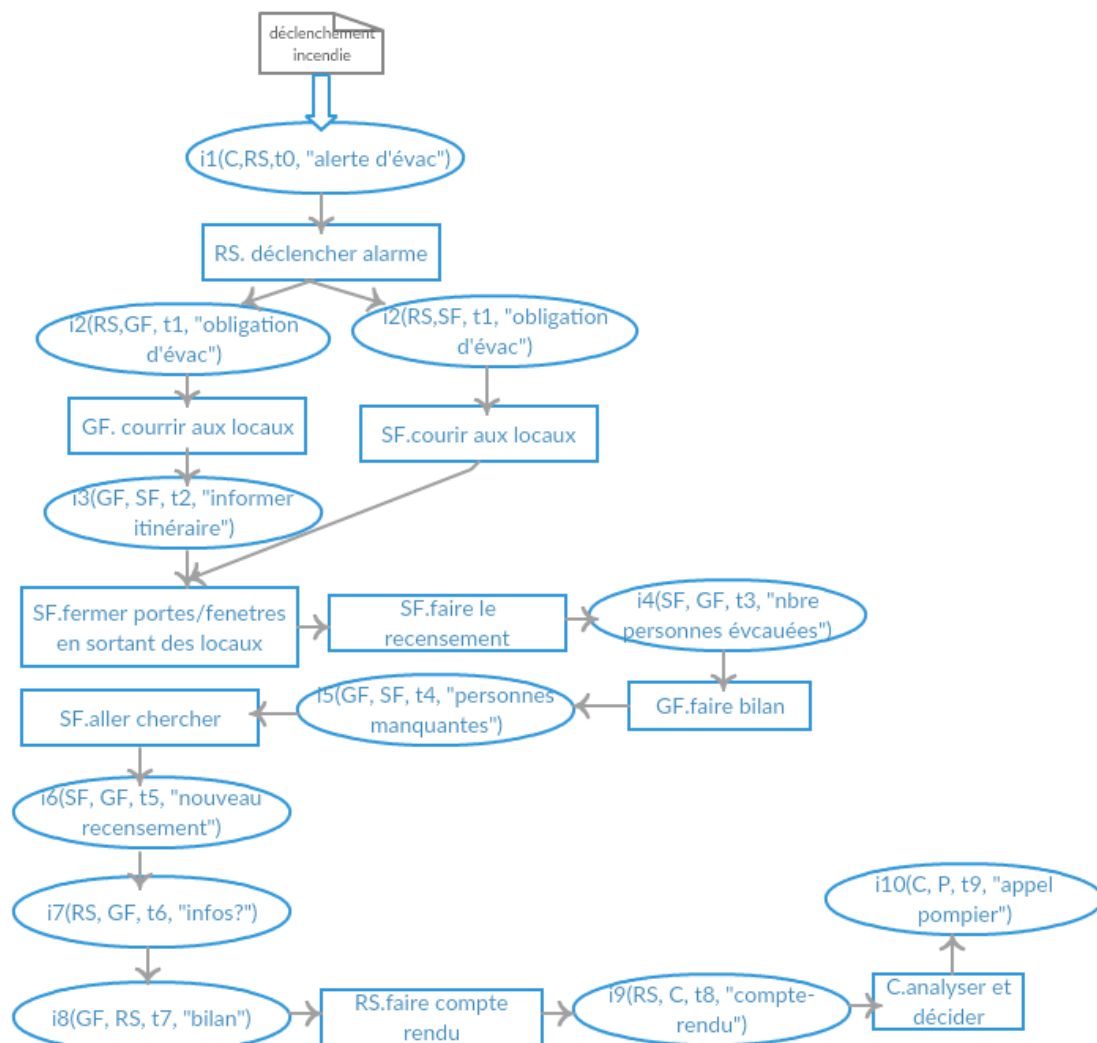 déclenchement
incendie
i1(C,RS,t0, "alerte d'évac")
RS. déclencher alarme
i2(RS,GF, t1, "obligation
d'évac")
i2(RS,SF, t1, "obligation
d'évac")
GF. courrir aux locaux
SF.courir aux locaux
i3(GF, SF, t2, "informer
itinéraire")
SF.fermer portes/fenetres
en sortant des locaux
SF.faire le
recensement
i4(SF, GF, t3, "nbre
personnes évcauées")
GF.faire bilan
i5(GF, SF, t4, "personnes
manquantes")
SF.aller chercher
i6(SF, GF, t5, "nouveau
recensement")
i7(RS, GF, t6, "infos?")
i8(GF, RS, t7, "bilan")
RS.faire compte
rendu
i9(RS, C, t8, "compte-
rendu")
C.analyser et
décider
i10(C, P, t9, "appel
pompier")